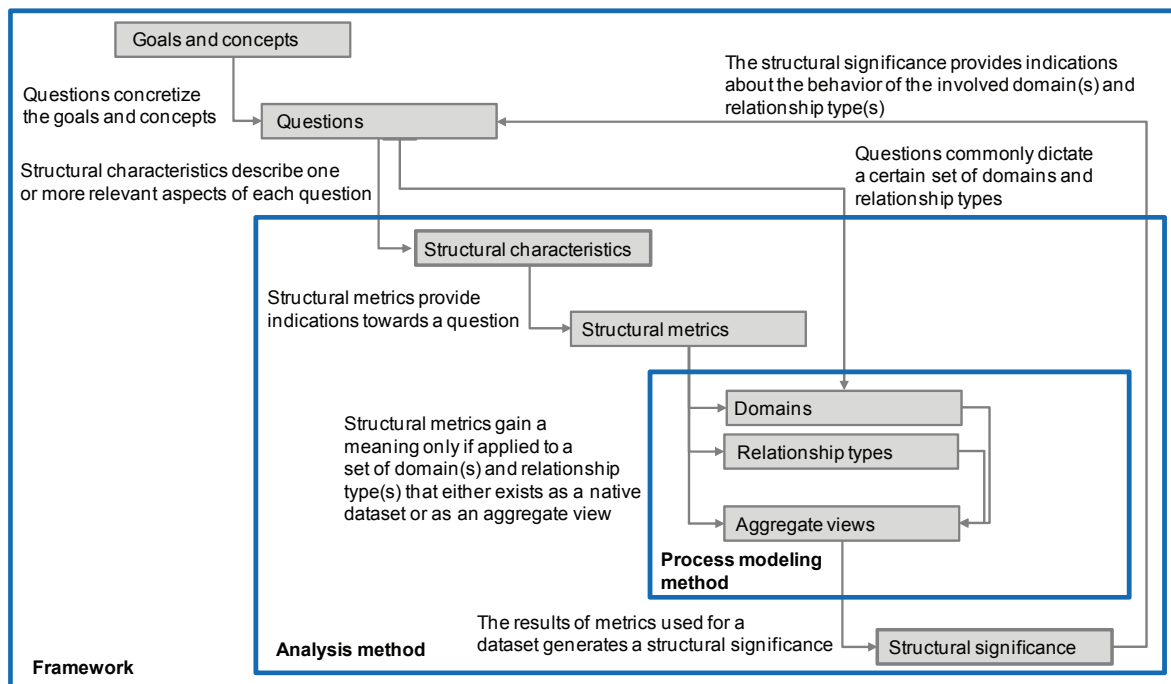 Goals and concepts
The structural significance provides indications
about the behavior of the involved domain(s) and
relationship type(s)
Questions concretize
the goals and concepts
Questions
Structural characteristics describe one
or more relevant aspects of each question
Questions commonly dictate
a certain set of domains and
relationship types
Structural characteristics
Structural metrics provide
indications towards a question
Structural metrics
Domains
Structural metrics gain a
meaning only if applied to a
set of domain(s) and relationship
type(s) that either exists as a native
dataset or as an aggregate view
Relationship types
Aggregate views
Process modeling
method
The results of metrics used for a
dataset generates a structural significance
Structural significance
Analysis method
Framework